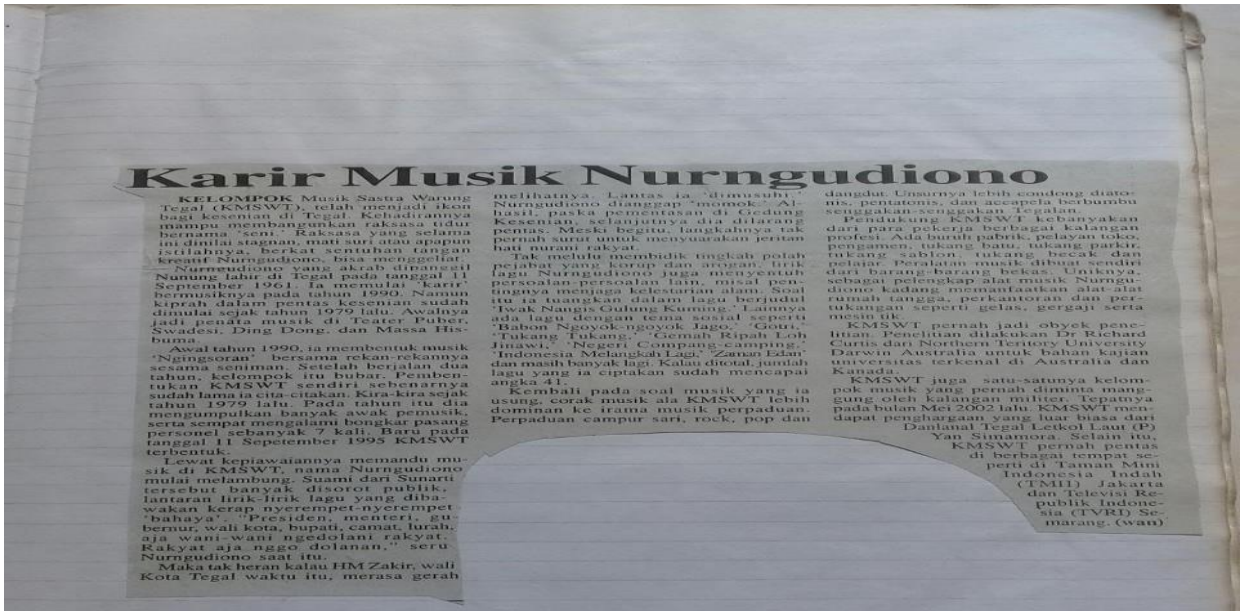 Karir Musik Nurngudiono
KELOMPOK Musik Sastra Warung
Tegal (KMSWT), telah menjadi ikon
bagi kesenian di Tegal. Kehadirannya
mampu membangunkan raksasa tidur
bernama 'seni.' Raksasa yang selama
ini dinilai stagnan, mati suri atau apapun
istilahnya, berkat sentuhan tangan
kreatif Nurngudiono, bisa menggeliat.
Nurngudiono yang akrab dipanggil
Nunung lahir di Tegal pada tanggal 11
September 1961. Ia memulai 'karir'
bermusiknya pada tahun 1990. Namun
kiprah dalam pentas kesenian sudah
dimulai sejak tahun 1979 lalu. Awalnya
jadi penata musik di Teater Puber,
Swadesi, Ding Dong, dan Massa His-
buma.
Awal tahun 1990, ia membentuk musik
'Ngingsoran' bersama rekan-rekannya
sesama seniman. Setelah berjalan dua
tahun, kelompok itu bubar. Pemben-
tukan KMSWT sendiri sebenarnya
sudah lama ia cita-citakan. Kira-kira sejak
tahun 1979 lalu. Pada tahun itu dia
mengumpulkan banyak awak pemusik,
serta sempat mengalami bongkar pasang
personel sebanyak 7 kali. Baru pada
tanggal 11 Sepetember 1995 KMSWT
terbentuk.
Lewat kepiawaiannya memandu mu-
sik di KMSWT, nama Nurngudiono
mulai melambung. Suami dari Sunarti
tersebut banyak disorot publik,
lantaran lirik-lirik lagu yang diba-
wakan kerap nyerempet-nyerempet
'bahaya'. "Presiden, menteri, gu-
bernur, wali kota, bupati, camat, lurah,
aja wani-wani ngedolani rakyat.
Rakyat aja nggo dolanan," seru
Nurngudiono saat itu.
Maka tak heran kalau HM Zakir, wali
Kota Tegal waktu itu, merasa gerah
melihatnya. Lantas ia 'dimusuhi.'
Nurngudiono dianggap 'momok.' Al-
hasil, paska pementasan di Gedung
Kesenian, selanjutnya dia dilarang
pentas. Meski begitu, langkahnya tak
pernah surut untuk menyuarakan jeritan
hati nurani rakyat.
Tak melulu membidik tingkah polah
pejabat yang korup dan arogan, lirik
lagu Nurngudiono juga menyentuh
persoalan-persoalan lain, misal pen-
tingnya menjaga kelestarian alam. Soal
itu ia tuangkan dalam lagu berjudul
'Iwak Nangis Gulung Kuming.' Lainnya
ada lagu dengan tema sosial seperti
'Babon Ngoyok-ngoyok Jago,' 'Gotri,'
'Tukang Tukang,' 'Gemah Ripah Loh
Jinawi,' 'Negeri Comping-camping,'
'Indonesia Melangkah Lagi,' 'Zaman Edan'
dan masih banyak lagi. Kalau ditotal, jumlah
lagu yang ia ciptakan sudah mencapai
angka 41.
Kembali pada soal musik yang ia
usung, corak musik ala KMSWT lebih
dominan ke irama musik perpaduan.
Perpaduan campur sari, rock, pop dan
dangdut. Unsurnya lebih condong diato-
nis, pentatonis, dan accapela berbumbu
senggakan-senggakan Tegalan.
Pendukung KMSWT kebanyakan
dari para pekerja berbagai kalangan
profesi. Ada buruh pabrik, pelayan toko,
pengamen, tukang batu, tukang parkir,
tukang sablon, tukang becak dan
pelajar. Peralatan musik dibuat sendiri
dari barang-barang bekas. Uniknya,
sebagai pelengkap alat musik Nurngu-
diono kadang memanfaatkan alat-alat
rumah tangga, perkantoran dan per-
tukangan seperti gelas, gergaji serta
mesin tik.
KMSWT pernah jadi obyek pene-
litian. Penelitian dilakukan Dr Richard
Curtis dari Northern Teritory University
Darwin Australia untuk bahan kajian
universitas terkenal di Australia dan
Kanada.
KMSWT juga satu-satunya kelom-
pok musik yang pernah diminta mang-
gung oleh kalangan militer. Tepatnya
pada bulan Mei 2002 lalu. KMSWT men-
dapat penghargaan yang luar biasa dari
Danlanal Tegal Letkol Laut (P)
Yan Simamora. Selain itu,
KMSWT pernah pentas
di berbagai tempat se-
perti di Taman Mini
Indonesia Indah
(TMII) Jakarta
dan Televisi Re-
publik Indone-
sia (TVRI) Se-
marang. (wan)